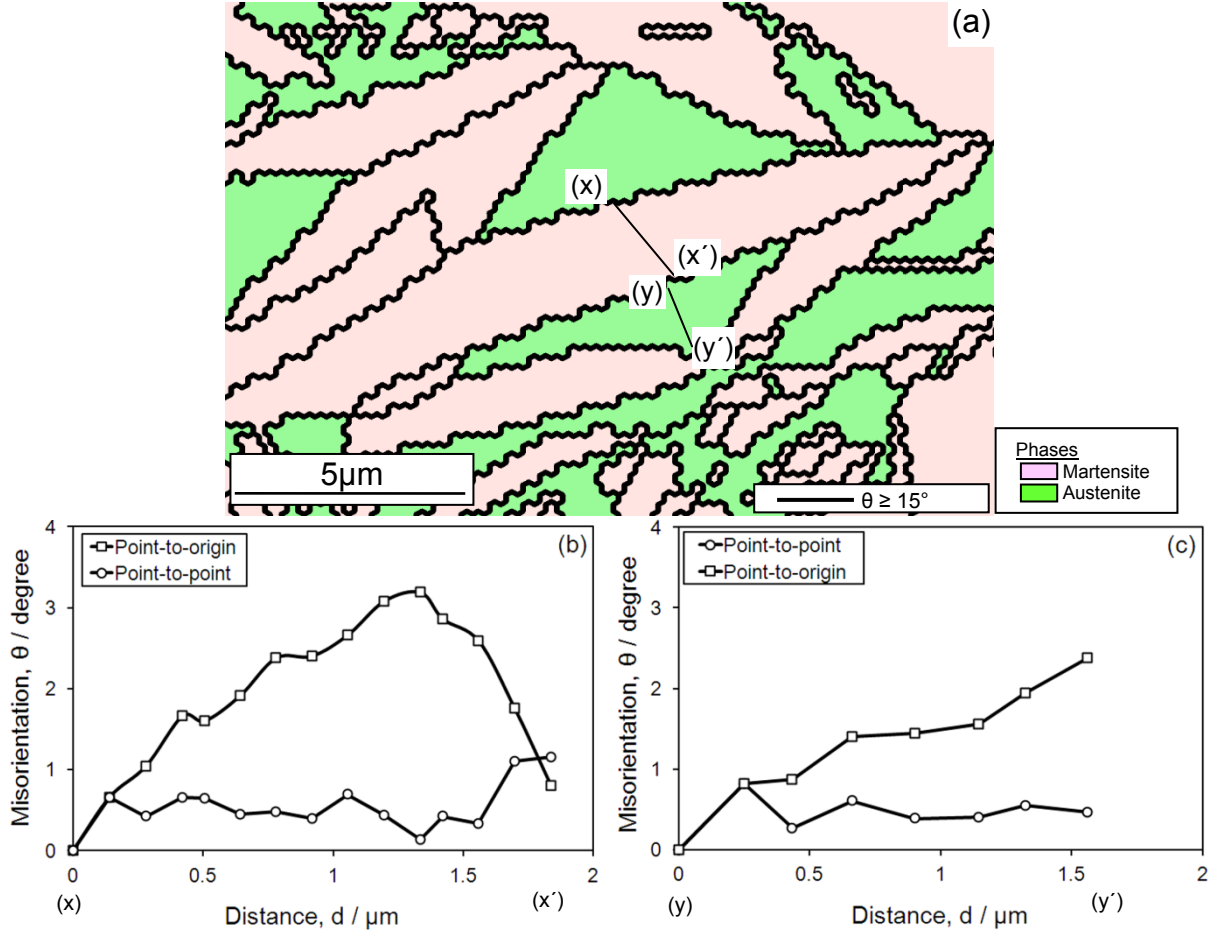 (a)
(x)
(x´)
(y)
(y´)
5µm
θ ≥ 15°
Phases
Martensite
Austenite
(b)
Point-to-origin
Point-to-point
Misorientation, θ / degree
4
3
2
1
0
0 0.5 1 1.5 2
(x) (x´)
Distance, d / µm
(c)
Point-to-point
Point-to-origin
Misorientation, θ / degree
4
3
2
1
0
0 0.5 1 1.5 2
(y) (y´)
Distance, d / µm